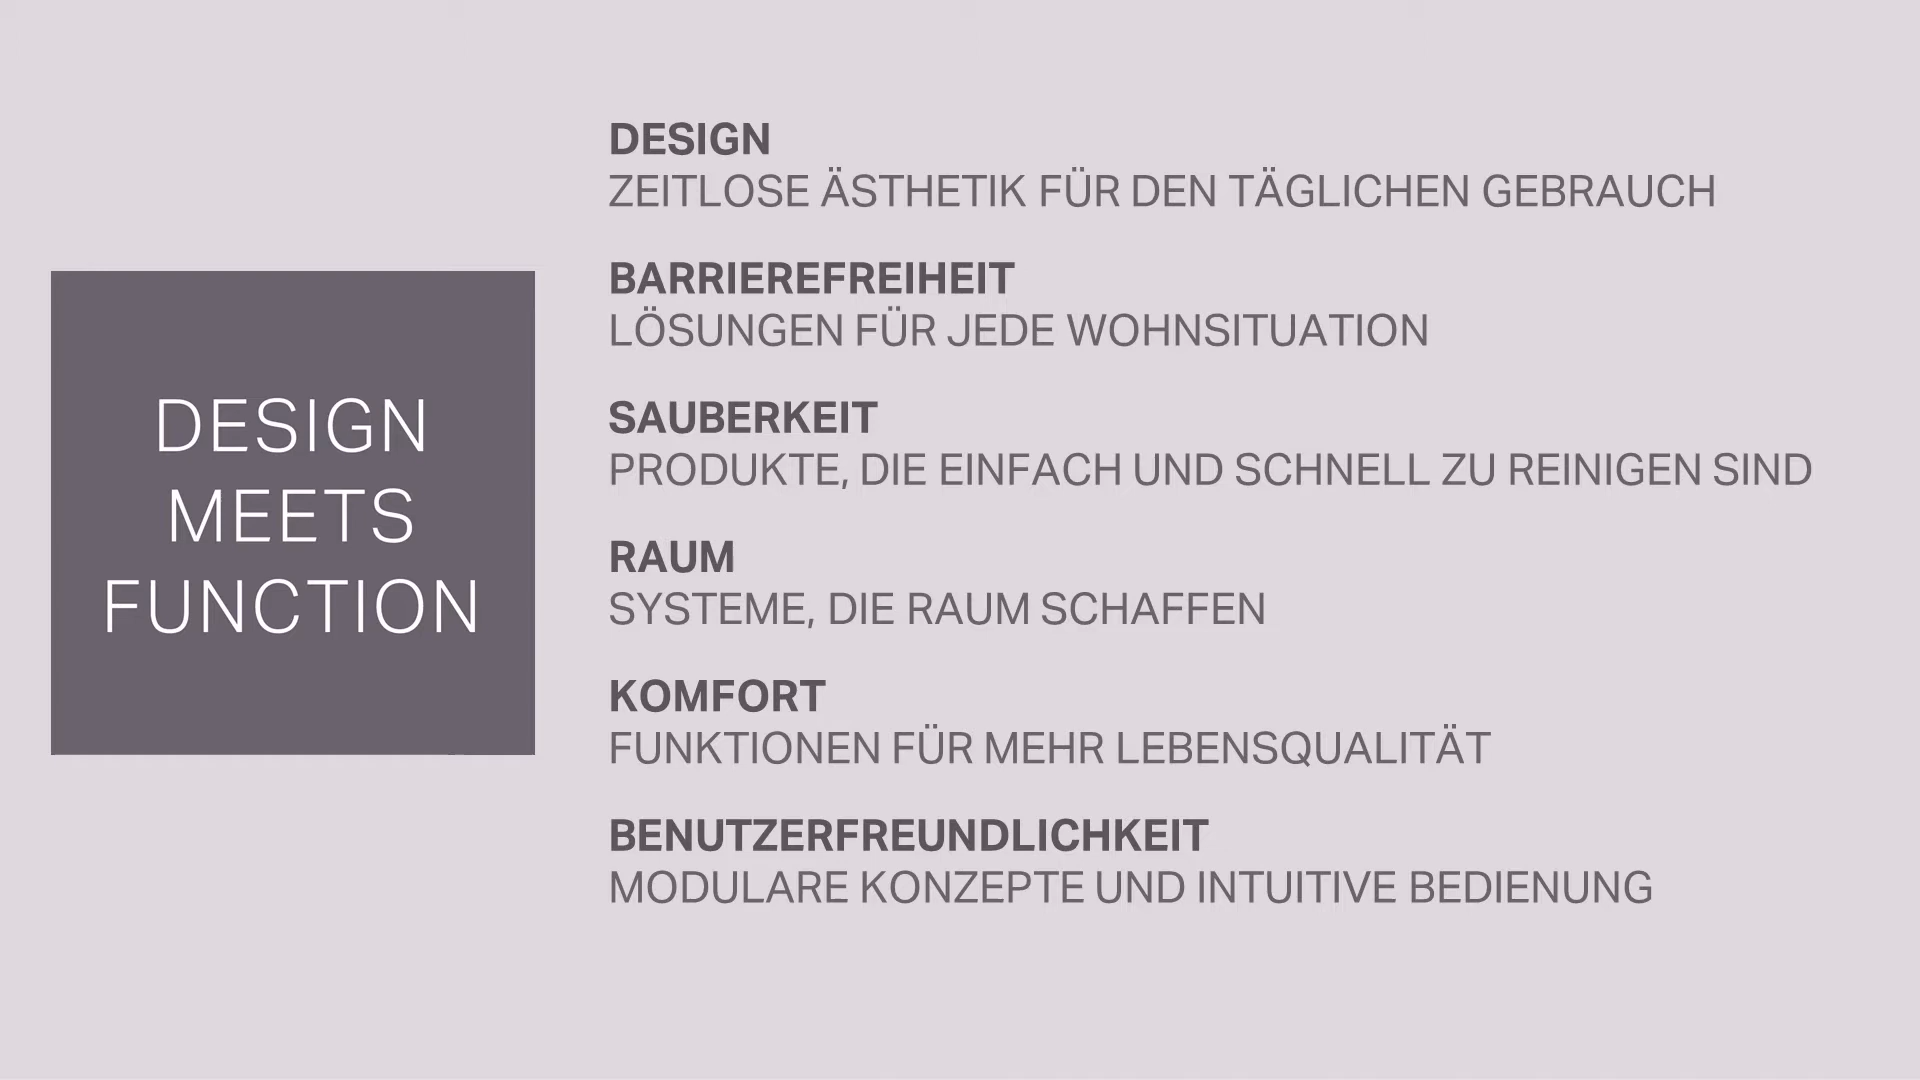 DESIGN
MEETS
FUNCTION
DESIGN
ZEITLOSE ÄSTHETIK FÜR DEN TÄGLICHEN GEBRAUCH
BARRIEREFREIHEIT
LÖSUNGEN FÜR JEDE WOHNSITUATION
SAUBERKEIT
PRODUKTE, DIE EINFACH UND SCHNELL ZU REINIGEN SIND
RAUM
SYSTEME, DIE RAUM SCHAFFEN
KOMFORT
FUNKTIONEN FÜR MEHR LEBENSQUALITÄT
BENUTZERFREUNDLICHKEIT
MODULARE KONZEPTE UND INTUITIVE BEDIENUNG